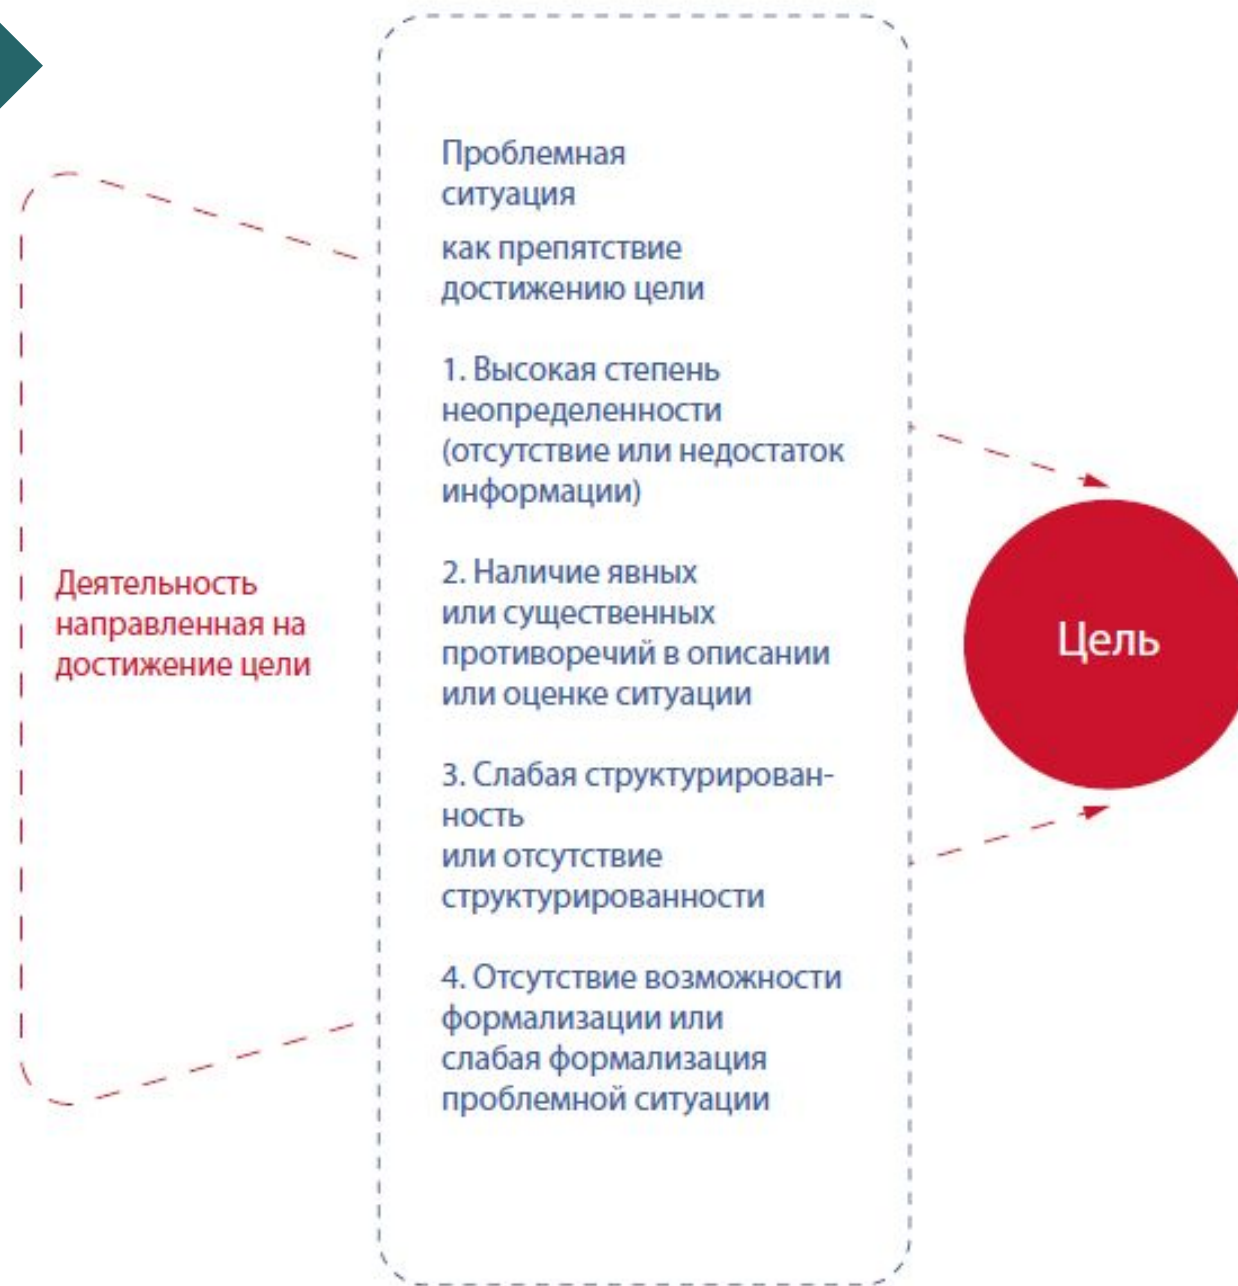 Проблемная
ситуация
как препятствие
достижению цели
1. Высокая степень
неопределенности
(отсутствие или недостаток
информации)
2. Наличие явных
или существенных
противоречий в описании
или оценке ситуации
3. Слабая структурирован-
ность
или отсутствие
структурированности
4. Отсутствие возможности
формализации или
слабая формализация
проблемной ситуации
Деятельность
направленная на
достижение цели
Цель